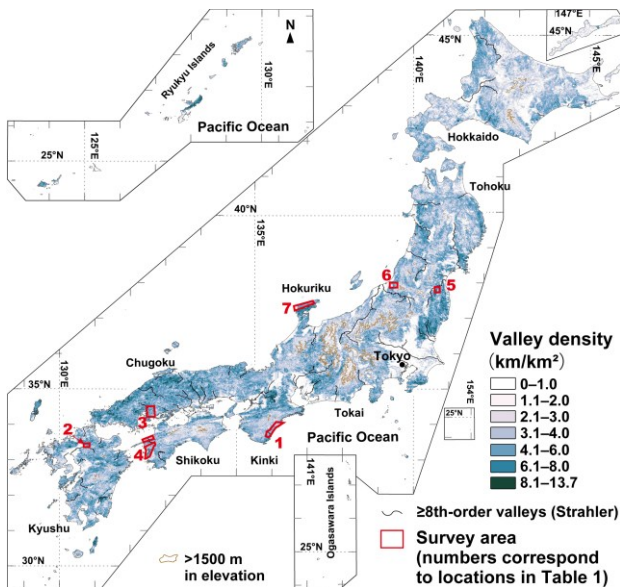 N
147°E
45°N
145°E
140°E
45°N
130°E
Ryukyu Islands
Pacific Ocean
125°E
25°N
Hokkaido
Tohoku
40°N
135°E
6
5
Hokuriku
7
Tokyo
Chugoku
35°N
130°E
3
2
4
1
Tokai
Pacific Ocean
Shikoku
Kinki
Kyushu
30°N
154°E
25°N
141°E
Ogasawara Islands
25°N
>1500 m
in elevation
Valley density
(km/km²)
0–1.0
1.1–2.0
2.1–3.0
3.1–4.0
4.1–6.0
6.1–8.0
8.1–13.7
≥8th-order valleys (Strahler)
Survey area
(numbers correspond
to locations in Table 1)